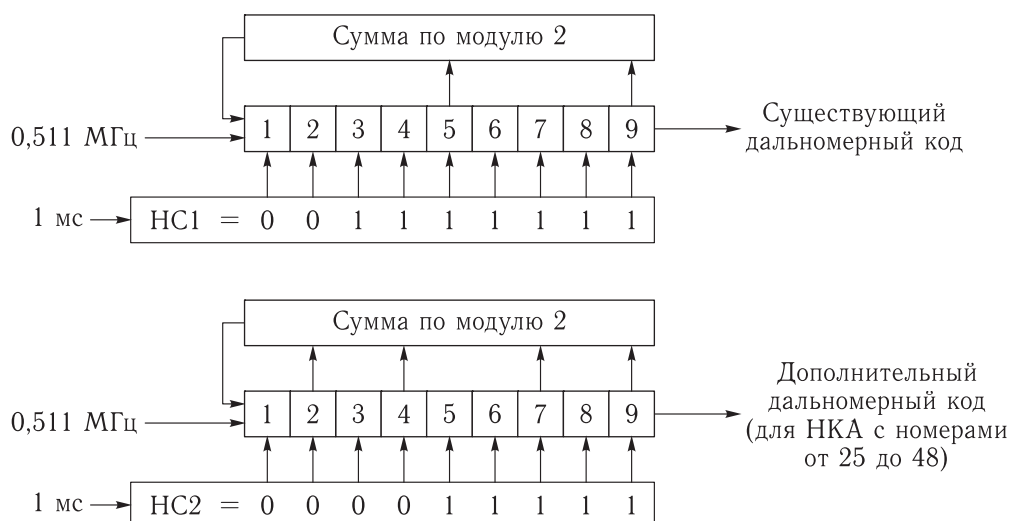 Сумма по модулю 2
0,511 МГц
1 2 3 4 5 6 7 8 9
Существующий
дальномерный код
1 мс
НС1 = 0 0 1 1 1 1 1 1 1
Сумма по модулю 2
0,511 МГц
1 2 3 4 5 6 7 8 9
Дополнительный
дальномерный код
(для НКА с номерами
от 25 до 48)
1 мс
НС2 = 0 0 0 0 1 1 1 1 1